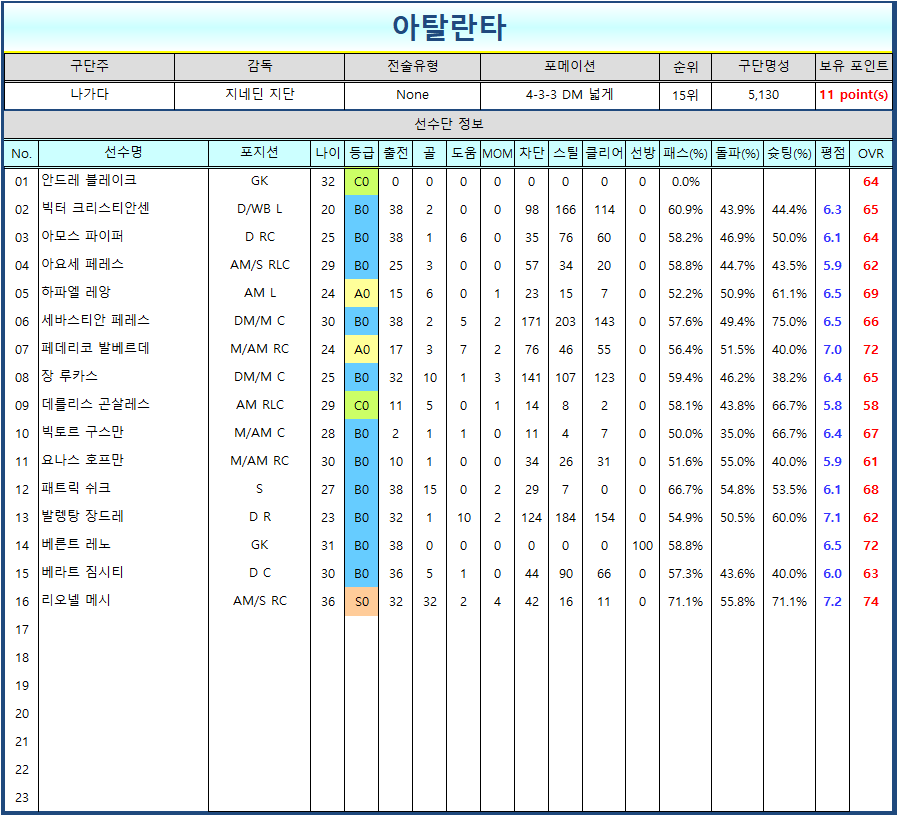 아탈란타
구단주 감독 전술유형 포메이션 순위 구단명성 보유 포인트
나가다 지네딘 지단 None 4-3-3 DM 넓게 15위 5,130 11 point(s)
선수단 정보
No. 선수명 포지션 나이 등급 출전 골 도움 MOM 차단 스틸 클리어 선방 패스(%) 돌파(%) 슛팅(%) 평점 OVR
01 안드레 블레이크 GK 32 C0 0 0 0 0 0 0 0 0 0.0% 64
02 빅터 크리스티안센 D/WB L 20 B0 38 2 0 0 98 166 114 0 60.9% 43.9% 44.4% 6.3 65
03 아모스 파이퍼 D RC 25 B0 38 1 6 0 35 76 60 0 58.2% 46.9% 50.0% 6.1 64
04 아요세 페레스 AM/S RLC 29 B0 25 3 0 0 57 34 20 0 58.8% 44.7% 43.5% 5.9 62
05 하파엘 레앙 AM L 24 A0 15 6 0 1 23 15 7 0 52.2% 50.9% 61.1% 6.5 69
06 세바스티안 페레스 DM/M C 30 B0 38 2 5 2 171 203 143 0 57.6% 49.4% 75.0% 6.5 66
07 페데리코 발베르데 M/AM RC 24 A0 17 3 7 2 76 46 55 0 56.4% 51.5% 40.0% 7.0 72
08 장 루카스 DM/M C 25 B0 32 10 1 3 141 107 123 0 59.4% 46.2% 38.2% 6.4 65
09 데를리스 곤살레스 AM RLC 29 C0 11 5 0 1 14 8 2 0 58.1% 43.8% 66.7% 5.8 58
10 빅토르 구스만 M/AM C 28 B0 2 1 1 0 11 4 7 0 50.0% 35.0% 66.7% 6.4 67
11 요나스 호프만 M/AM RC 30 B0 10 1 0 0 34 26 31 0 51.6% 55.0% 40.0% 5.9 61
12 패트릭 쉬크 S 27 B0 38 15 0 2 29 7 0 0 66.7% 54.8% 53.5% 6.1 68
13 발렝탕 장드레 D R 23 B0 32 1 10 2 124 184 154 0 54.9% 50.5% 60.0% 7.1 62
14 베른트 레노 GK 31 B0 38 0 0 0 0 0 0 100 58.8% 6.5 72
15 베라트 짐시티 D C 30 B0 36 5 1 0 44 90 66 0 57.3% 43.6% 40.0% 6.0 63
16 리오넬 메시 AM/S RC 36 S0 32 32 2 4 42 16 11 0 71.1% 55.8% 71.1% 7.2 74
17
18
19
20
21
22
23